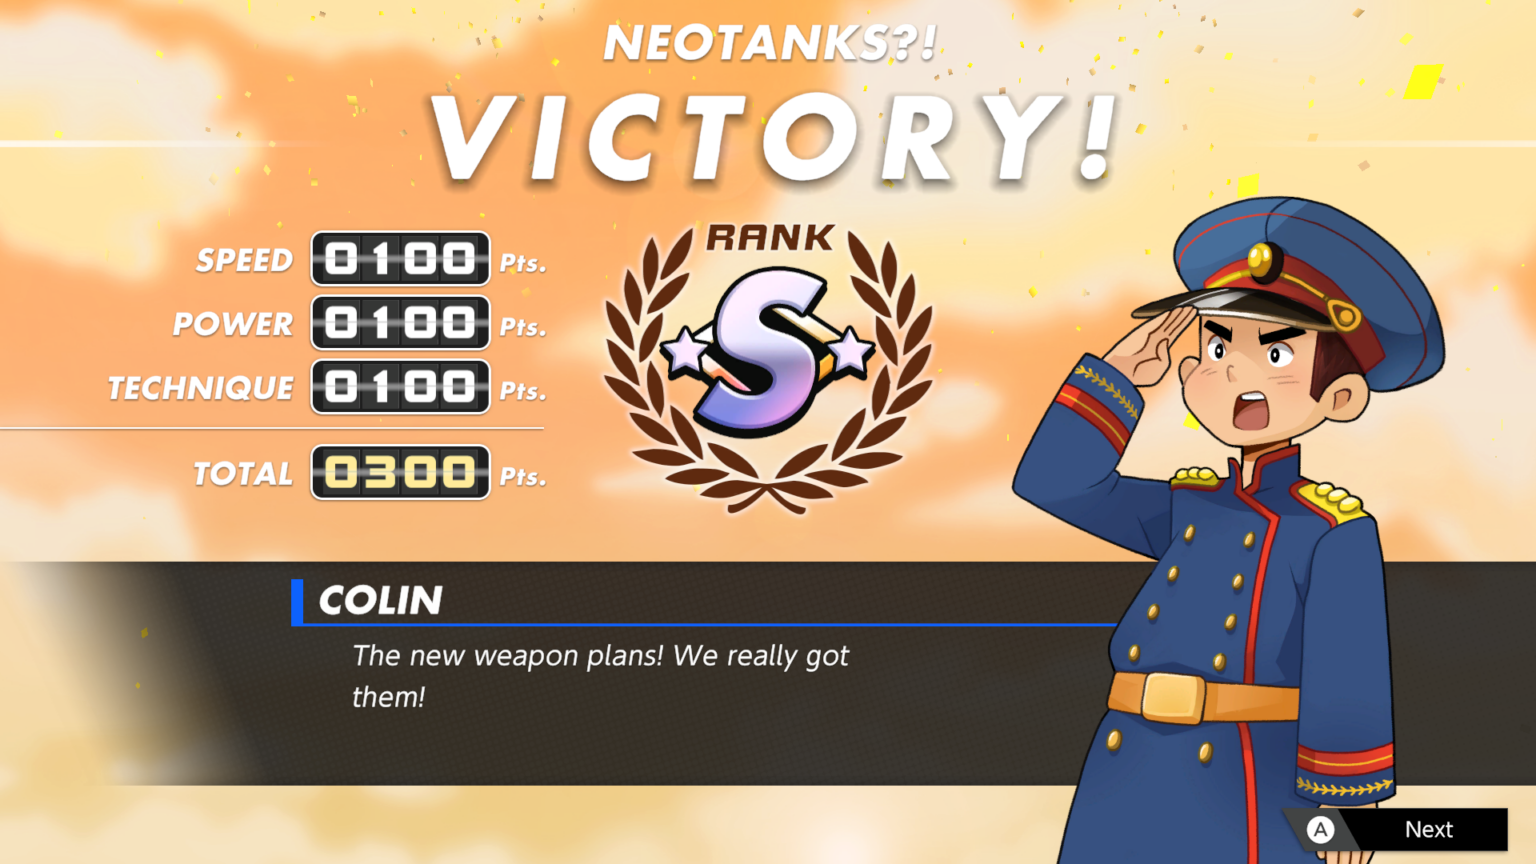 NEOTANKS?!
VICTORY!
SPEED 0100 Pts.
POWER 0100 Pts.
TECHNIQUE 0100 Pts.
TOTAL 0300 Pts.
RANK
S
COLIN
The new weapon plans! We really got
them!
A Next